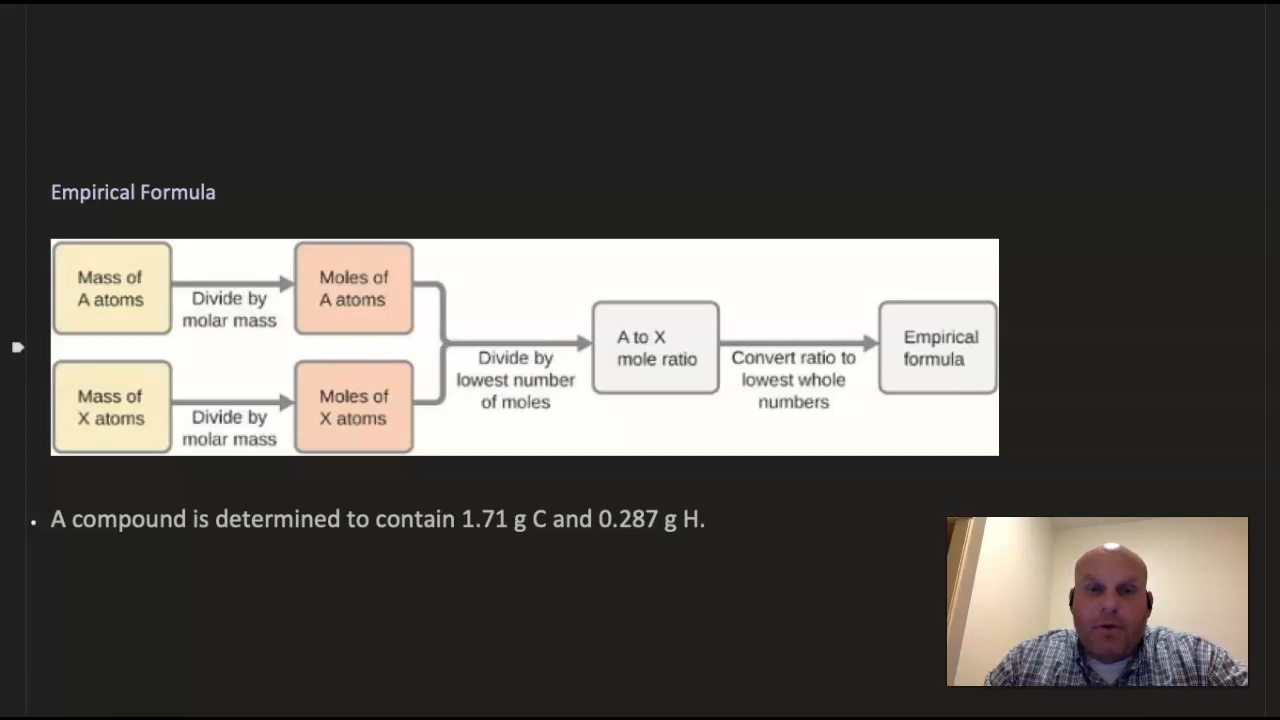 Empirical Formula
Mass of
A atoms
Divide by
molar mass
Moles of
A atoms
Mass of
X atoms
Divide by
molar mass
Moles of
X atoms
Divide by
lowest number
of moles
A to X
mole ratio
Convert ratio to
lowest whole
numbers
Empirical
formula
• A compound is determined to contain 1.71 g C and 0.287 g H.